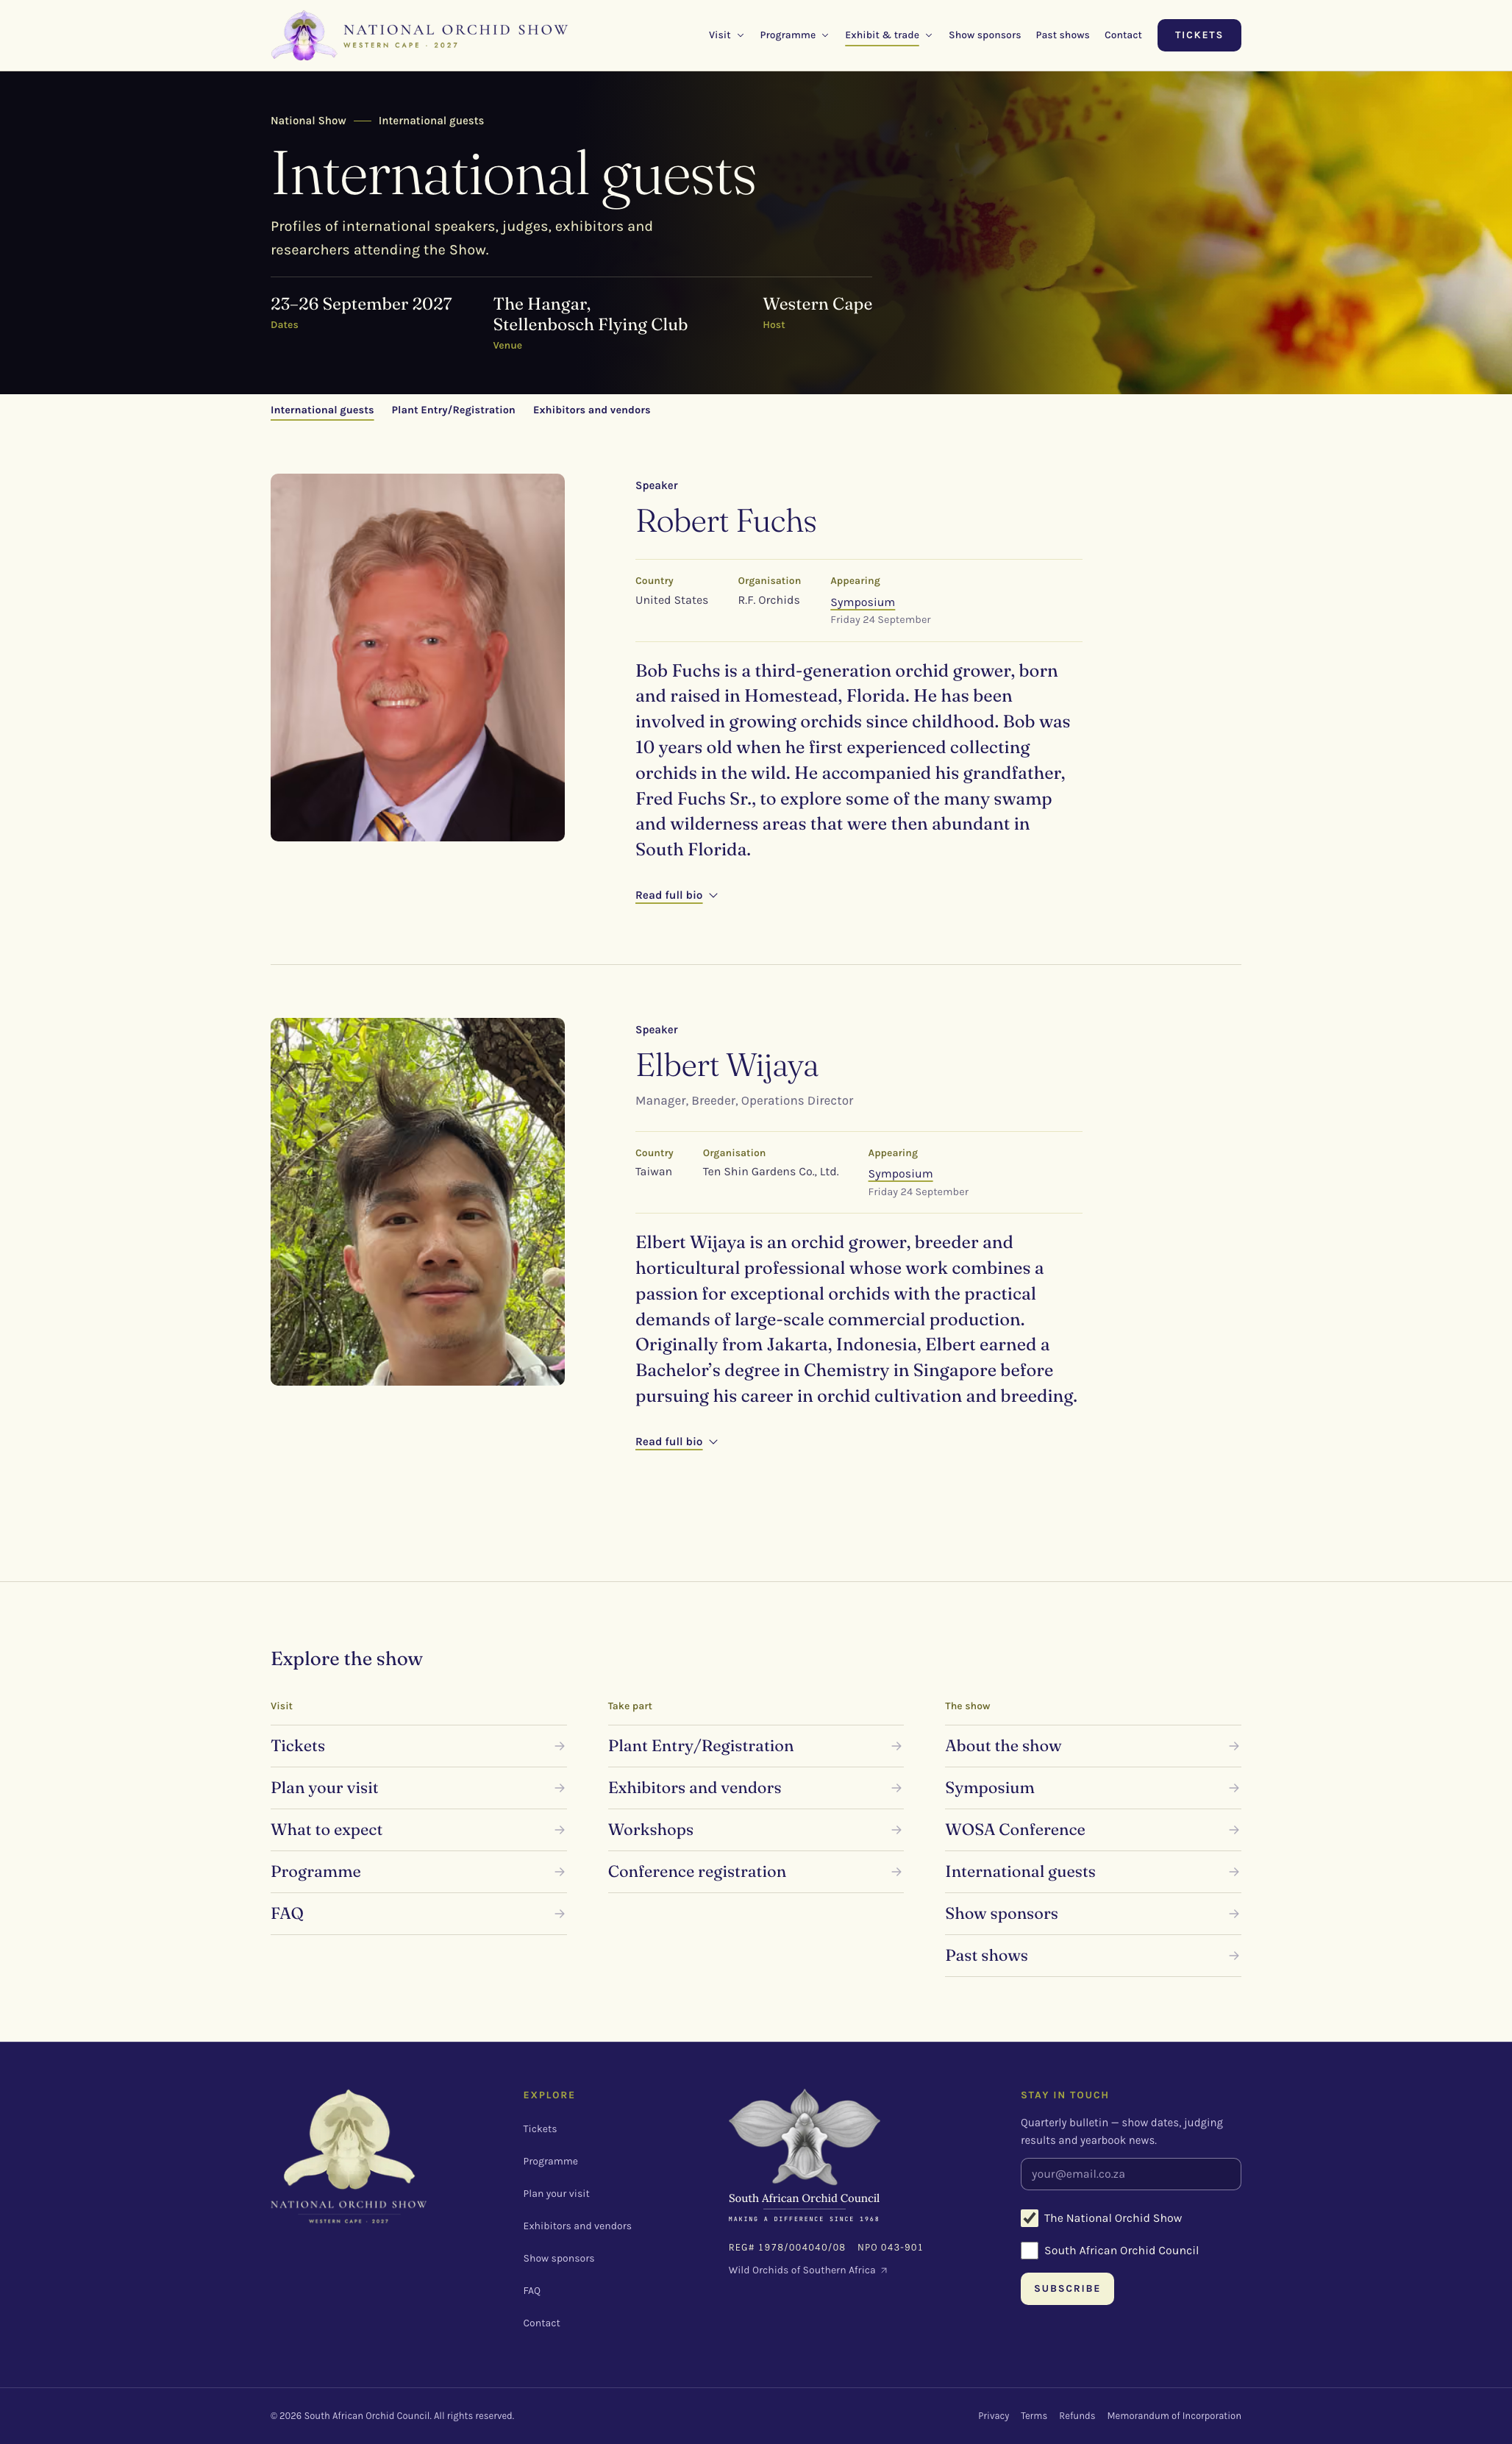 NATIONAL ORCHID SHOW
WESTERN CAPE · 2027
Visit
Programme
Exhibit & trade
Show sponsors
Past shows
Contact
TICKETS
National Show — International guests
International guests
Profiles of international speakers, judges, exhibitors and
researchers attending the Show.
23–26 September 2027
Dates
The Hangar,
Stellenbosch Flying Club
Venue
Western Cape
Host
International guests
Plant Entry/Registration
Exhibitors and vendors
Speaker
Robert Fuchs
Country
United States
Organisation
R.F. Orchids
Appearing
Symposium
Friday 24 September
Bob Fuchs is a third-generation orchid grower, born
and raised in Homestead, Florida. He has been
involved in growing orchids since childhood. Bob was
10 years old when he first experienced collecting
orchids in the wild. He accompanied his grandfather,
Fred Fuchs Sr., to explore some of the many swamp
and wilderness areas that were then abundant in
South Florida.
Read full bio
Speaker
Elbert Wijaya
Manager, Breeder, Operations Director
Country
Taiwan
Organisation
Ten Shin Gardens Co., Ltd.
Appearing
Symposium
Friday 24 September
Elbert Wijaya is an orchid grower, breeder and
horticultural professional whose work combines a
passion for exceptional orchids with the practical
demands of large-scale commercial production.
Originally from Jakarta, Indonesia, Elbert earned a
Bachelor’s degree in Chemistry in Singapore before
pursuing his career in orchid cultivation and breeding.
Read full bio
Explore the show
Visit
Tickets →
Plan your visit →
What to expect →
Programme →
FAQ →
Take part
Plant Entry/Registration →
Exhibitors and vendors →
Workshops →
Conference registration →
The show
About the show →
Symposium →
WOSA Conference →
International guests →
Show sponsors →
Past shows →
NATIONAL ORCHID SHOW
WESTERN CAPE · 2027
EXPLORE
Tickets
Programme
Plan your visit
Exhibitors and vendors
Show sponsors
FAQ
Contact
South African Orchid Council
MAKING A DIFFERENCE SINCE 1968
REG# 1978/004040/08 NPO 043-901
Wild Orchids of Southern Africa ↗
STAY IN TOUCH
Quarterly bulletin — show dates, judging
results and yearbook news.
your@email.co.za
The National Orchid Show
South African Orchid Council
SUBSCRIBE
© 2026 South African Orchid Council. All rights reserved.
Privacy
Terms
Refunds
Memorandum of Incorporation